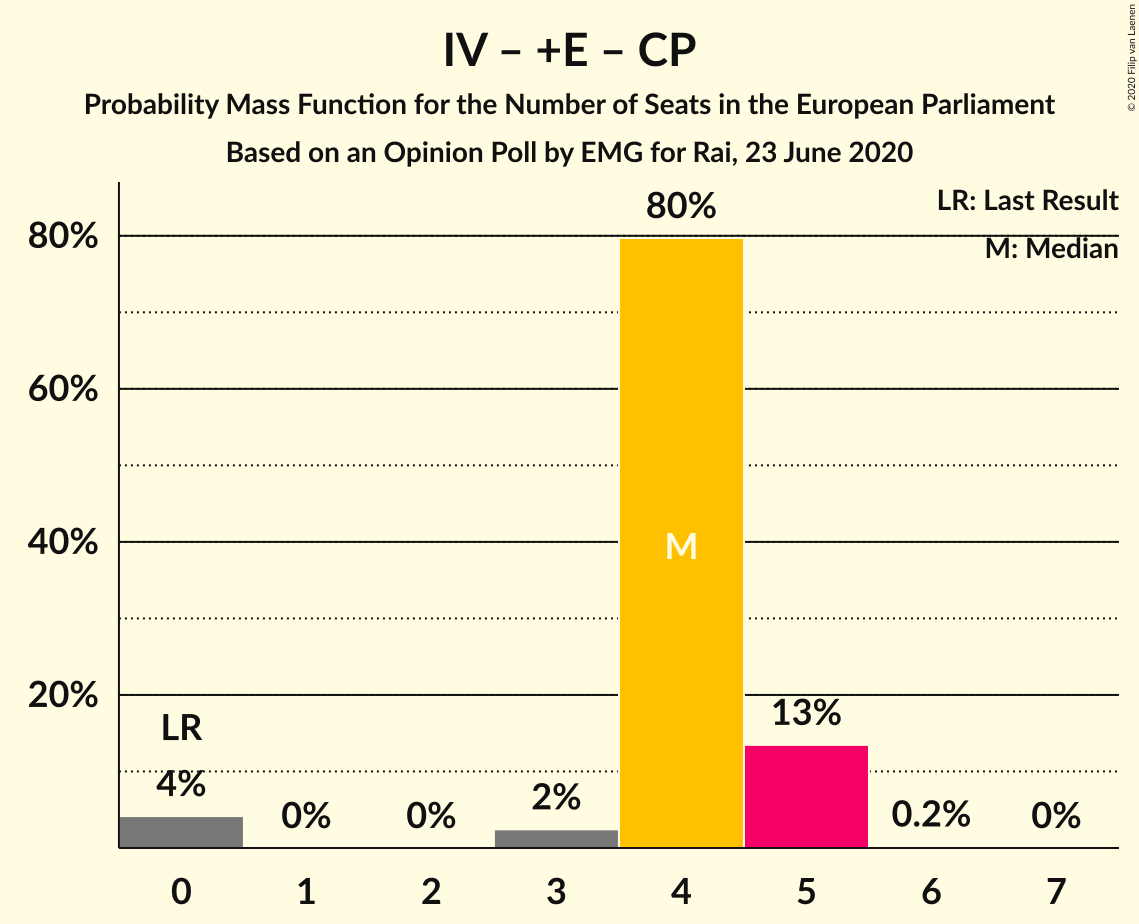 IV – +E – CP
Probability Mass Function for the Number of Seats in the European Parliament
Based on an Opinion Poll by EMG for Rai, 23 June 2020
© 2020 Filip van Laenen
LR: Last Result
M: Median
80%
60%
40%
20%
LR
4%
0%
0%
2%
80%
M
13%
0.2%
0%
0 1 2 3 4 5 6 7